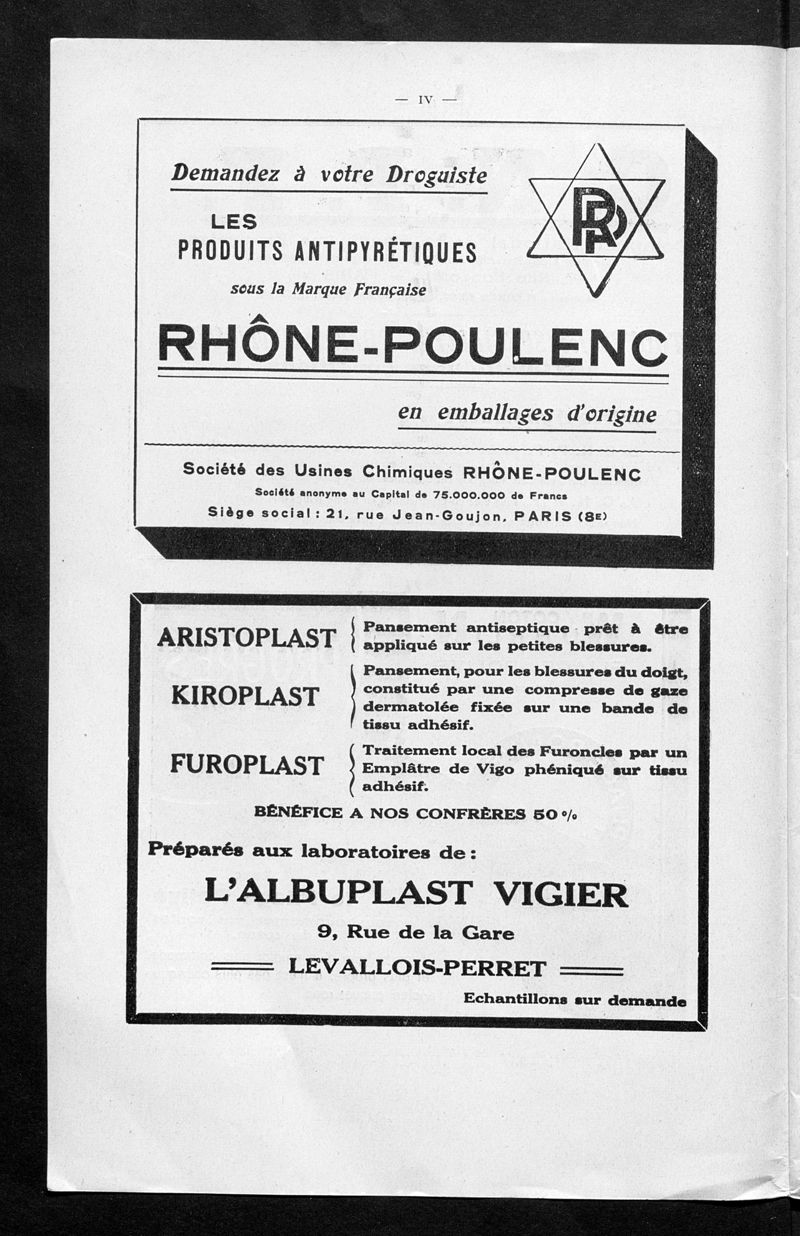 — IV —
Demandez à votre Droguiste
LES
PRODUITS ANTIPYRÉTIQUES
sous la Marque Française
RHÔNE-POULENC
en emballages d'origine
Société des Usines Chimiques RHÔNE-POULENC
Société anonyme au Capital de 75.000.000 de Francs
Siège social : 21, rue Jean-Goujon, PARIS (8E)
ARISTOPLAST
Pansement antiseptique prêt à être
appliqué sur les petites blessures.
KIROPLAST
Pansement, pour les blessures du doigt,
constitué par une compresse de gaze
dermatolée fixée sur une bande de
tissu adhésif.
FUROPLAST
Traitement local des Furoncles par un
Emplâtre de Vigo phéniqué sur tissu
adhésif.
BÉNÉFICE A NOS CONFRÈRES 50 %
Préparés aux laboratoires de :
L'ALBUPLAST VIGIER
9, Rue de la Gare
LEVALLOIS-PERRET
Echantillons sur demande